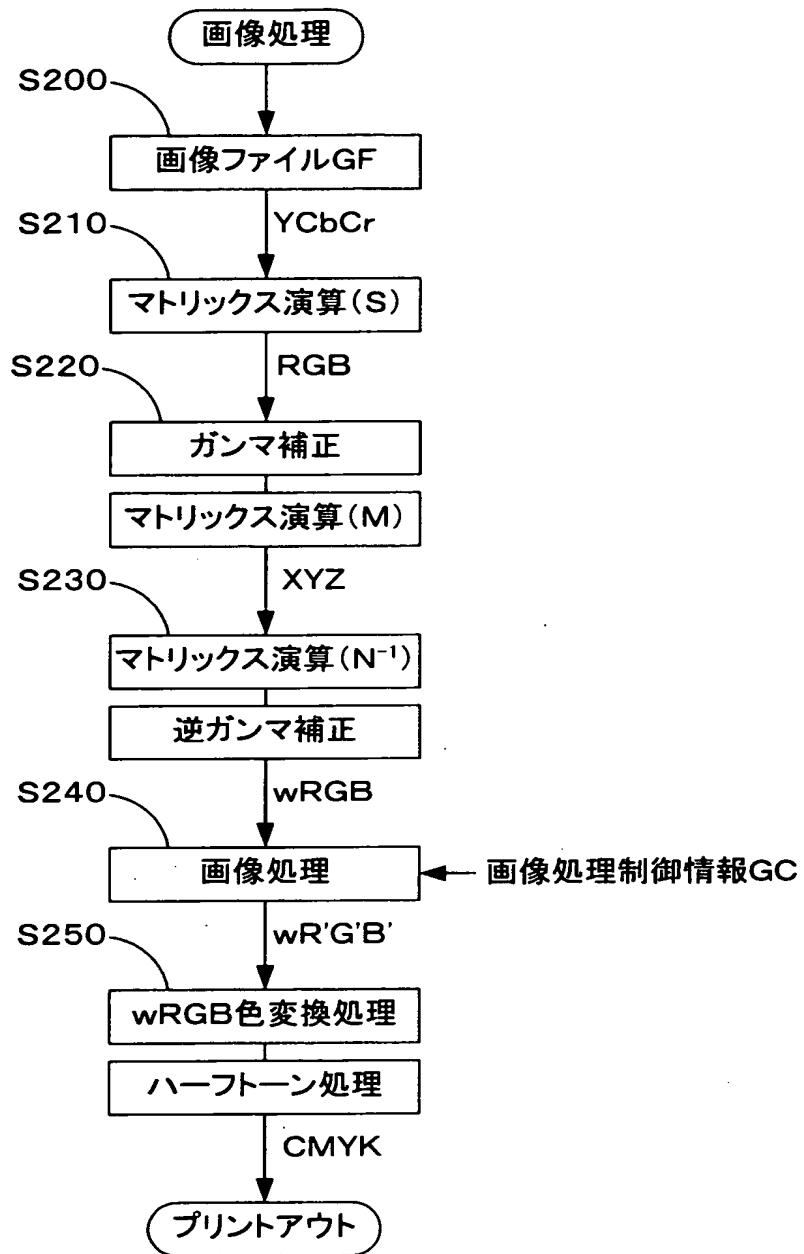 画像処理
S200
画像ファイルGF
S210
YCbCr
マトリックス演算(S)
S220
RGB
ガンマ補正
マトリックス演算(M)
S230
XYZ
マトリックス演算(N⁻¹)
逆ガンマ補正
S240
wRGB
画像処理
画像処理制御情報GC
S250
wR'G'B'
wRGB色変換処理
ハーフトーン処理
CMYK
プリントアウト